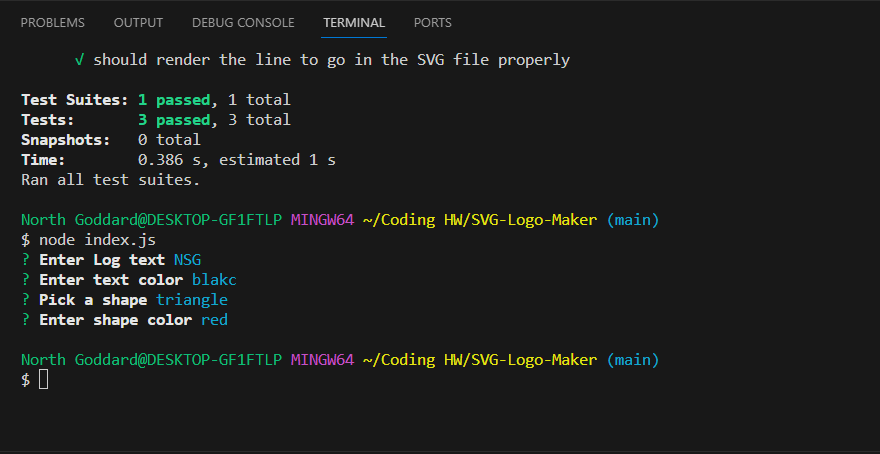 PROBLEMS OUTPUT DEBUG CONSOLE TERMINAL PORTS
√ should render the line to go in the SVG file properly
Test Suites: 1 passed, 1 total
Tests: 3 passed, 3 total
Snapshots: 0 total
Time: 0.386 s, estimated 1 s
Ran all test suites.
North Goddard@DESKTOP-GF1FTLP MINGW64 ~/Coding HW/SVG-Logo-Maker (main)
$ node index.js
? Enter Log text NSG
? Enter text color blakc
? Pick a shape triangle
? Enter shape color red
North Goddard@DESKTOP-GF1FTLP MINGW64 ~/Coding HW/SVG-Logo-Maker (main)
$